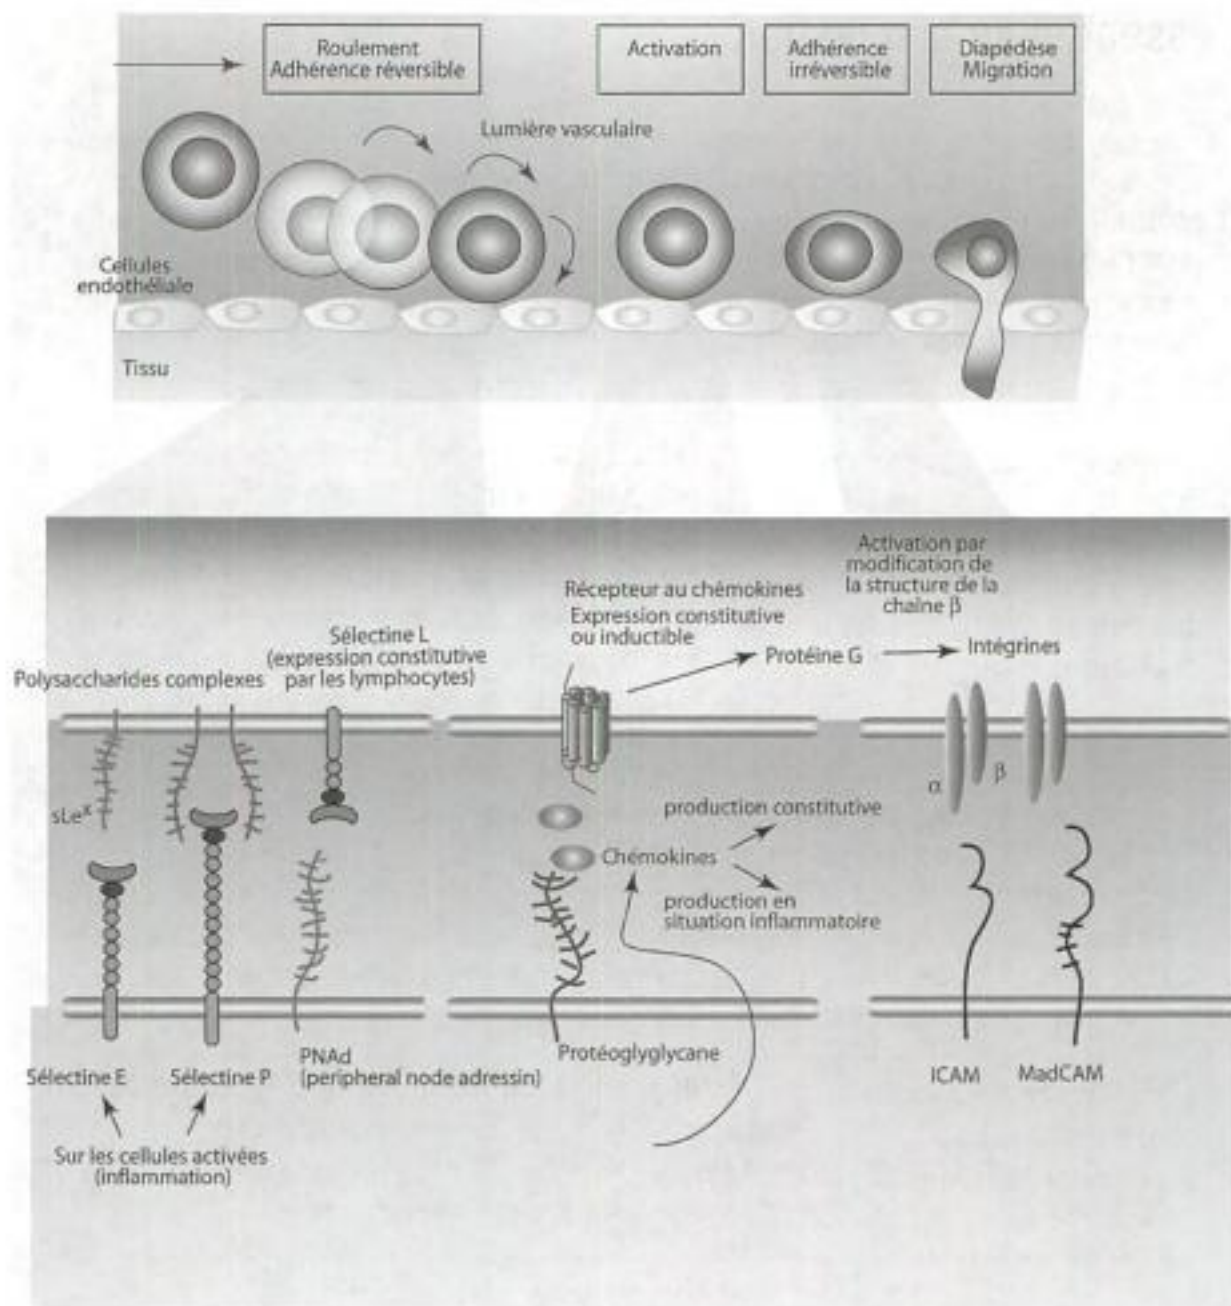 Roulement
Adhérence réversible
Activation
Adhérence
irréversible
Diapédèse
Migration
Lumière vasculaire
Cellules
endothéliale
Tissu
Activation par
modification de
la structure de la
chaîne β
Récepteur au chémokines
Expression constitutive
ou inductible
Protéine G
Intégrines
Sélectine L
(expression constitutive
par les lymphocytes)
Polysaccharides complexes
sLeˣ
α
β
production constitutive
Chémokines
production en
situation inflammatoire
PNAd
(peripheral node adressin)
Protéoglyglycane
Sélectine E
Sélectine P
ICAM
MadCAM
Sur les cellules activées
(inflammation)